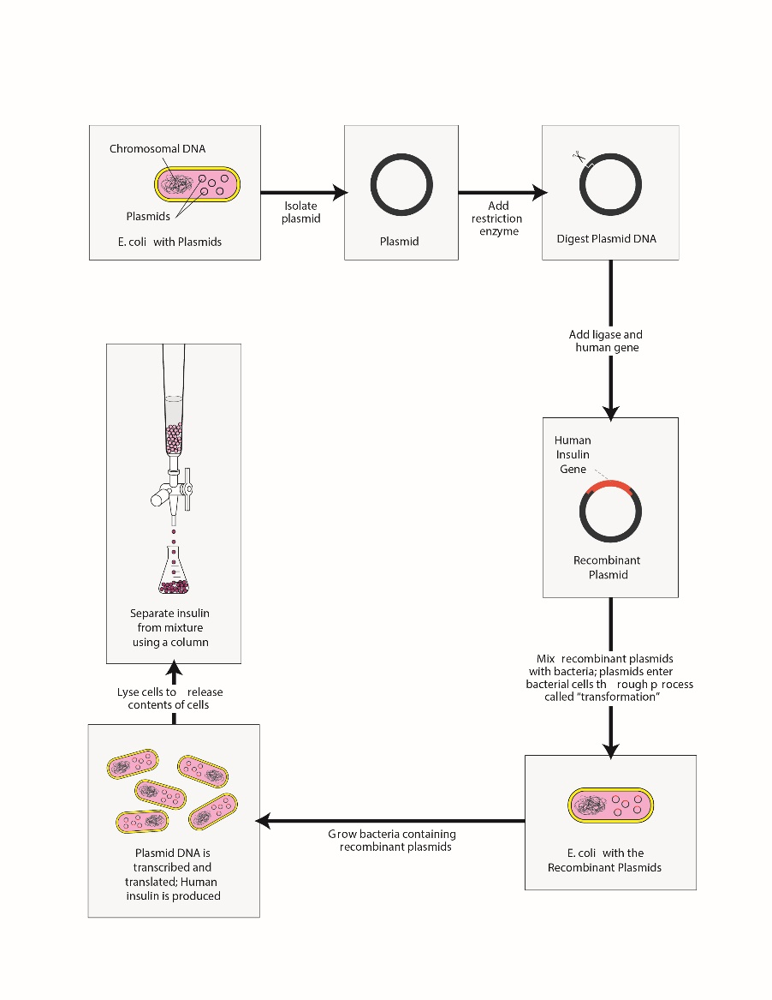 Chromosomal DNA
Plasmids
E. coli with Plasmids
Isolate
plasmid
Plasmid
Add
restriction
enzyme
Digest Plasmid DNA
Add ligase and
human gene
Human
Insulin
Gene
Recombinant
Plasmid
Mix recombinant plasmids
with bacteria; plasmids enter
bacterial cells th rough p rocess
called “transformation”
E. coli with the
Recombinant Plasmids
Grow bacteria containing
recombinant plasmids
Plasmid DNA is
transcribed and
translated; Human
insulin is produced
Lyse cells to release
contents of cells
Separate insulin
from mixture
using a column